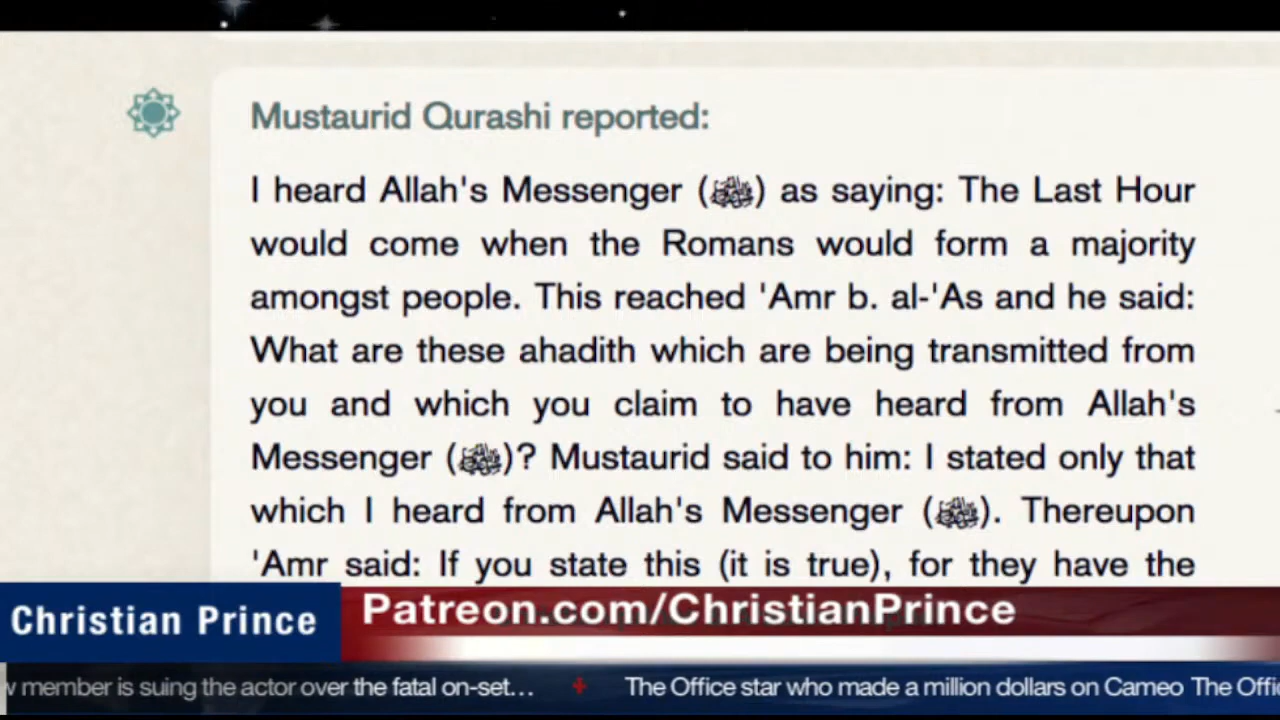 Mustaurid Qurashi reported:
I heard Allah's Messenger (ﷺ) as saying: The Last Hour
would come when the Romans would form a majority
amongst people. This reached 'Amr b. al-'As and he said:
What are these ahadith which are being transmitted from
you and which you claim to have heard from Allah's
Messenger (ﷺ)? Mustaurid said to him: I stated only that
which I heard from Allah's Messenger (ﷺ). Thereupon
'Amr said: If you state this (it is true), for they have the
Christian Prince
Patreon.com/ChristianPrince
w member is suing the actor over the fatal on-set… The Office star who made a million dollars on Cameo The Offic